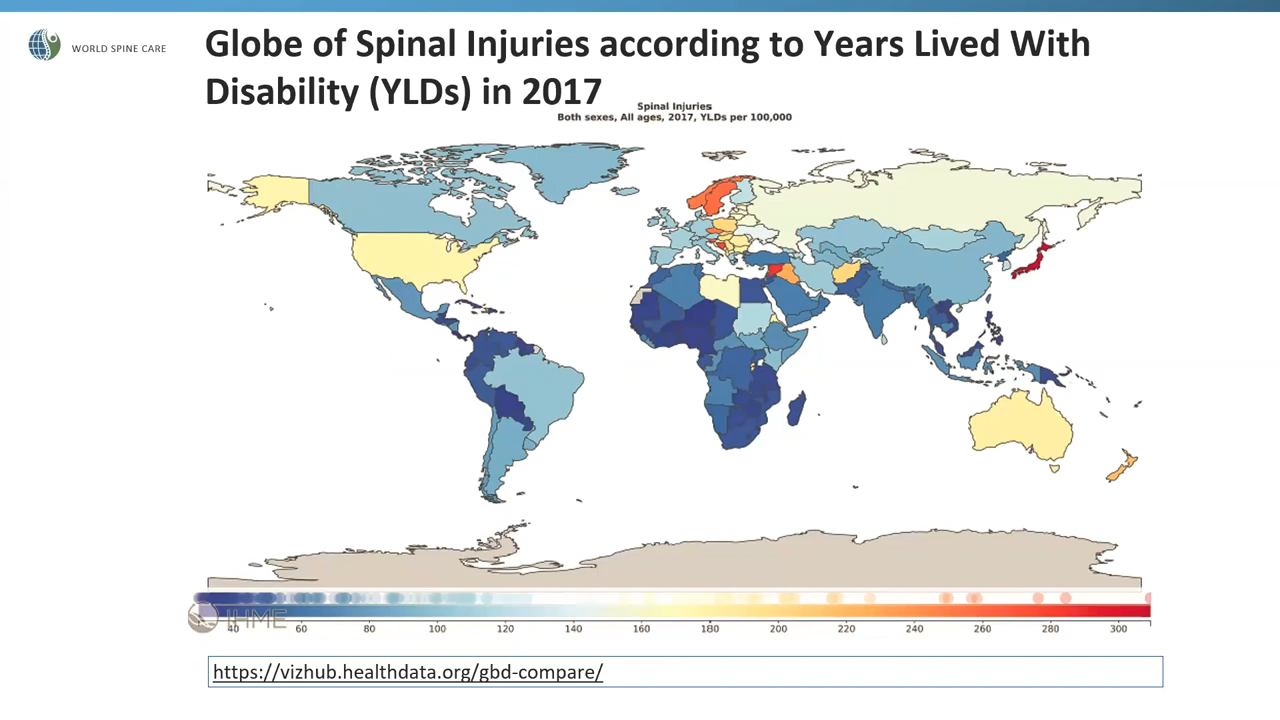 WORLD SPINE CARE
Globe of Spinal Injuries according to Years Lived With
Disability (YLDs) in 2017
Spinal Injuries
Both sexes, All ages, 2017, YLDs per 100,000
IHME
40 60 80 100 120 140 160 180 200 220 240 260 280 300
https://vizhub.healthdata.org/gbd-compare/